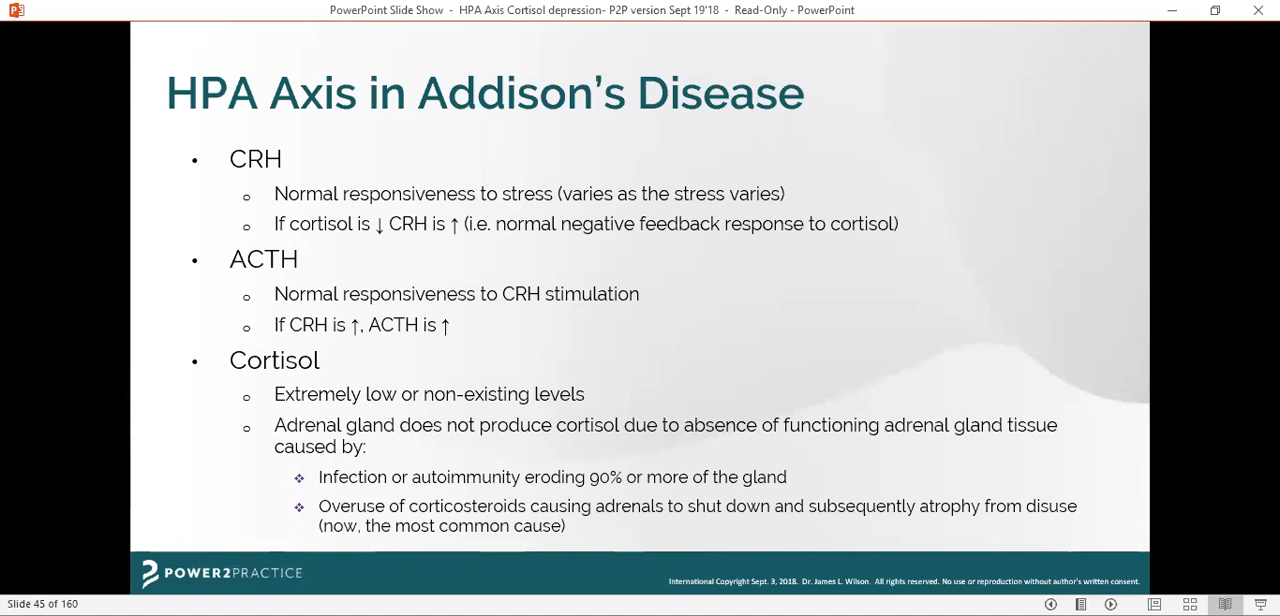 PowerPoint Slide Show - HPA Axis Cortisol depression- P2P version Sept 19'18 - Read-Only - PowerPoint
HPA Axis in Addison's Disease
• CRH
o Normal responsiveness to stress (varies as the stress varies)
o If cortisol is ↓ CRH is ↑ (i.e. normal negative feedback response to cortisol)
• ACTH
o Normal responsiveness to CRH stimulation
o If CRH is ↑, ACTH is ↑
• Cortisol
o Extremely low or non-existing levels
o Adrenal gland does not produce cortisol due to absence of functioning adrenal gland tissue
caused by:
❖ Infection or autoimmunity eroding 90% or more of the gland
❖ Overuse of corticosteroids causing adrenals to shut down and subsequently atrophy from disuse
(now, the most common cause)
POWER2PRACTICE
International Copyright Sept. 3, 2018. Dr. James L. Wilson. All rights reserved. No use or reproduction without author's written consent.
Slide 45 of 160